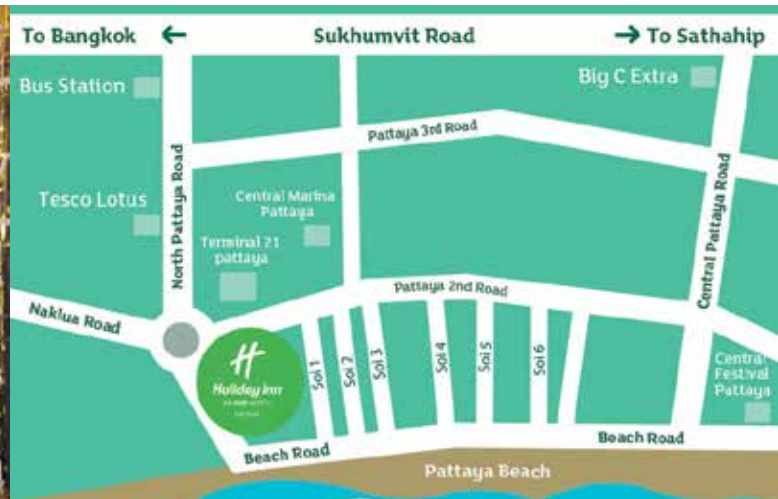 To Bangkok ←
Sukhumvit Road
→ To Sathahip
Bus Station
Big C Extra
Pattaya 3rd Road
Tesco Lotus
North Pattaya Road
Central Marina
Pattaya
Terminal 21
pattaya
Central Pattaya Road
Pattaya 2nd Road
Naklua Road
H
Holiday Inn
Soi 1
Soi 2
Soi 3
Soi 4
Soi 5
Soi 6
Central
Festival
Pattaya
Beach Road
Beach Road
Pattaya Beach